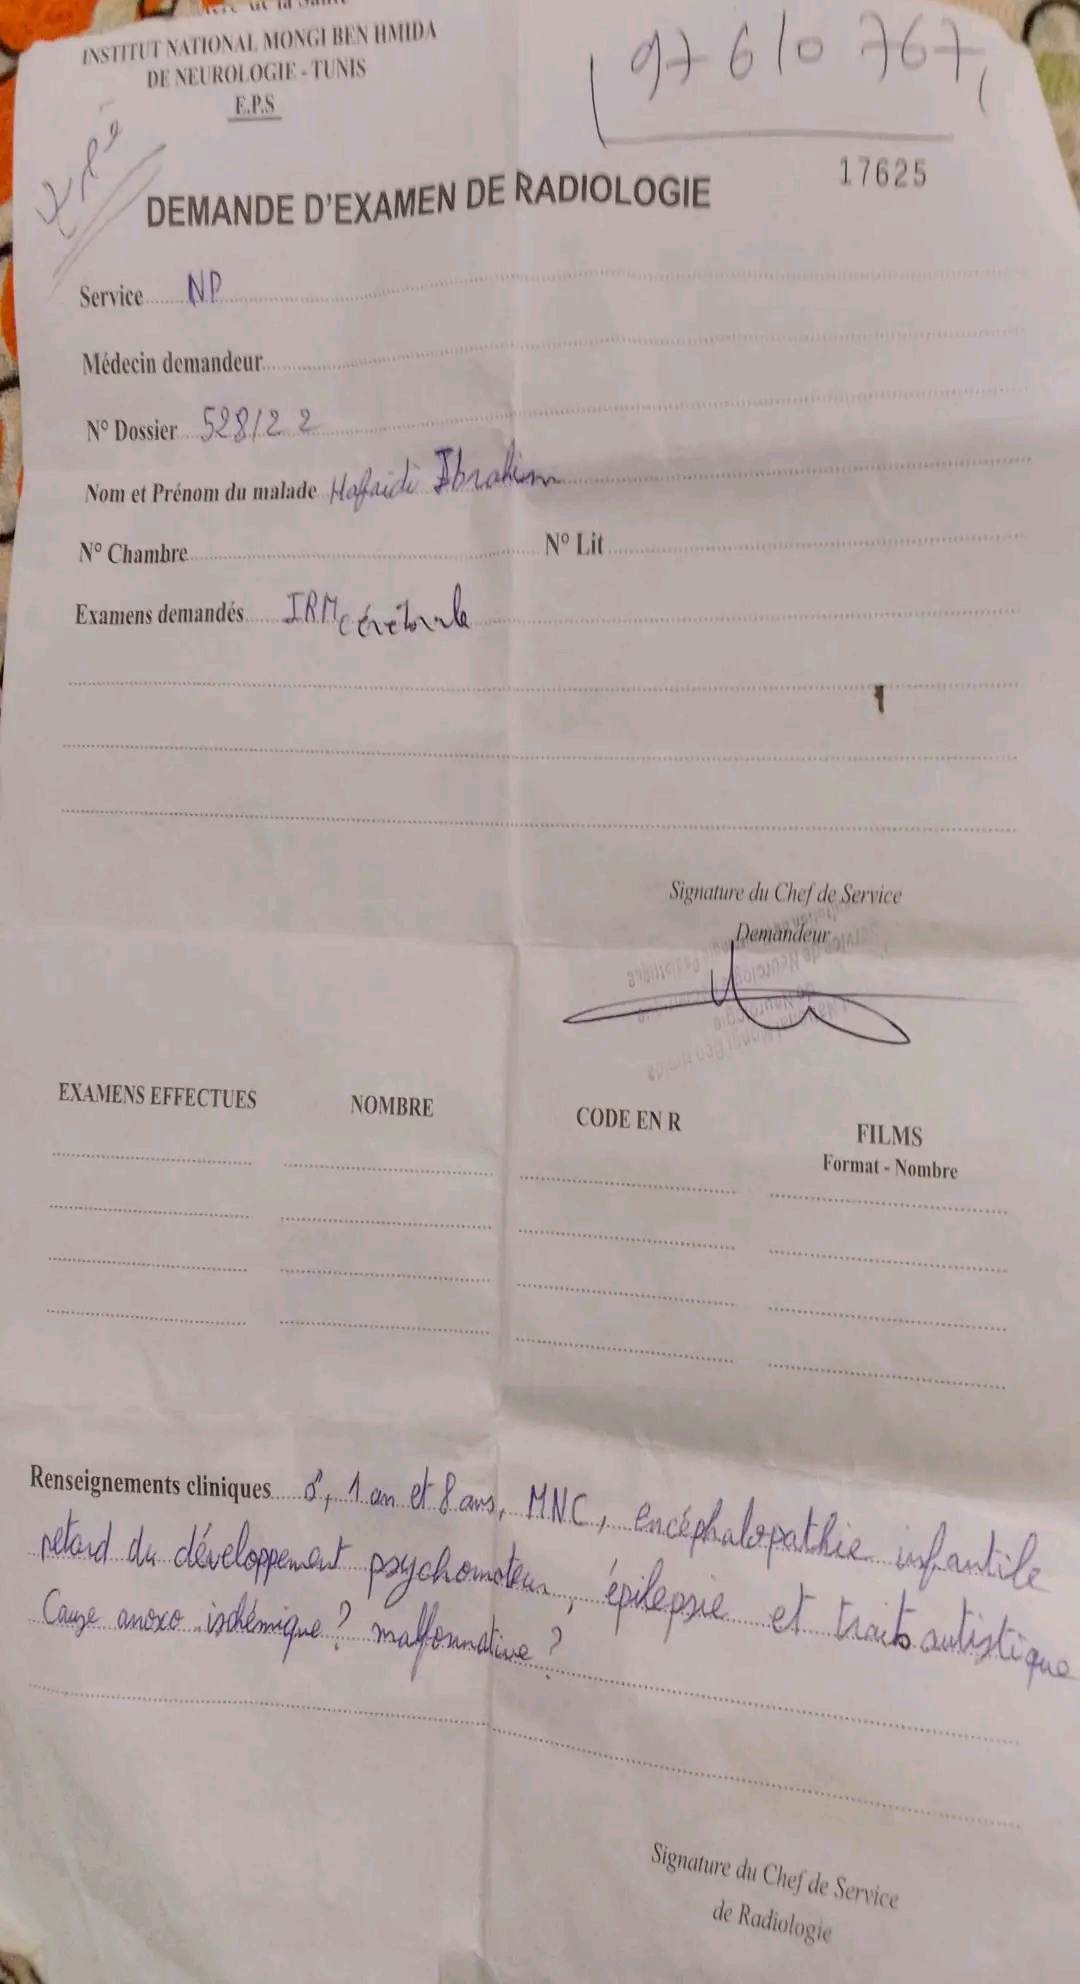 INSTITUT NATIONAL MONGI BEN HMIDA
DE NEUROLOGIE - TUNIS
E.P.S
97 610 767
17625
DEMANDE D'EXAMEN DE RADIOLOGIE
Service NP
Médecin demandeur
N° Dossier 528/22
Nom et Prénom du malade Hafaidi Ibrahim
N° Chambre N° Lit
Examens demandés IRM cérébrale
Signature du Chef de Service
Demandeur
EXAMENS EFFECTUES NOMBRE CODE EN R FILMS
Format - Nombre
Renseignements cliniques ♂, 1 an et 8 ans, MNC, encéphalopathie infantile
retard du développement psychomoteur, épilepsie et traits autistique
Cause anoxo ischémique? malformative?
Signature du Chef de Service
de Radiologie